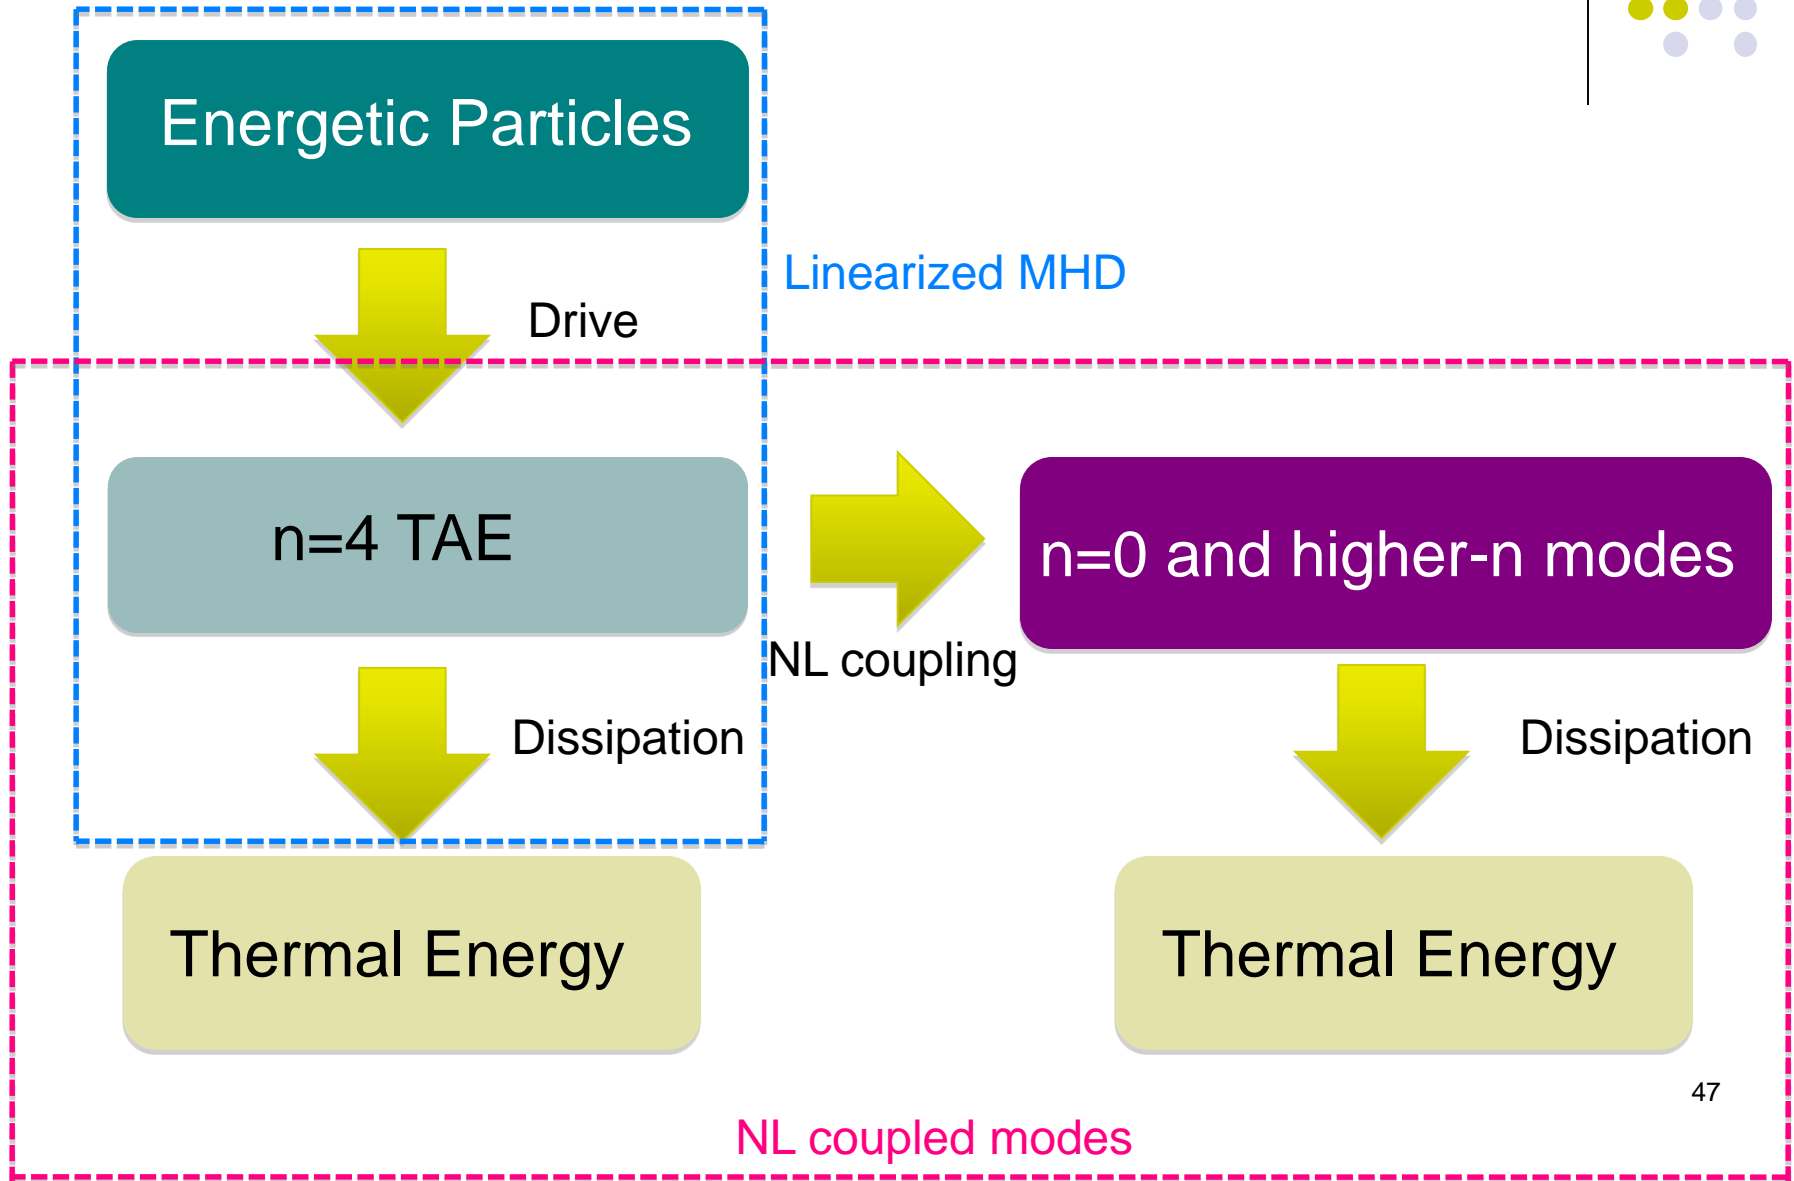 Energetic Particles
Linearized MHD
Drive
n=4 TAE
n=0 and higher-n modes
NL coupling
Dissipation
Dissipation
Thermal Energy
Thermal Energy
47
NL coupled modes